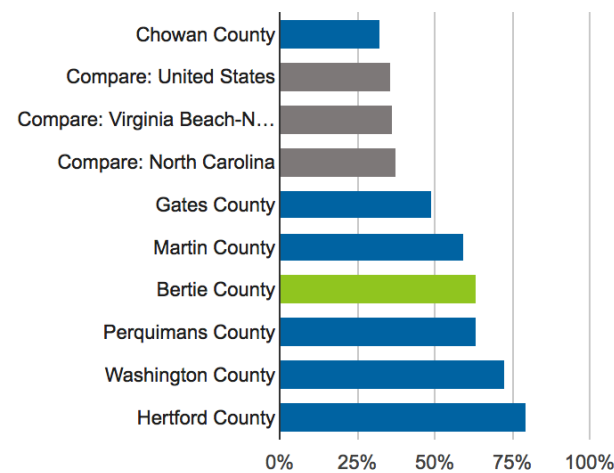 Chowan County
Compare: United States
Compare: Virginia Beach-N…
Compare: North Carolina
Gates County
Martin County
Bertie County
Perquimans County
Washington County
Hertford County
0% 25% 50% 75% 100%